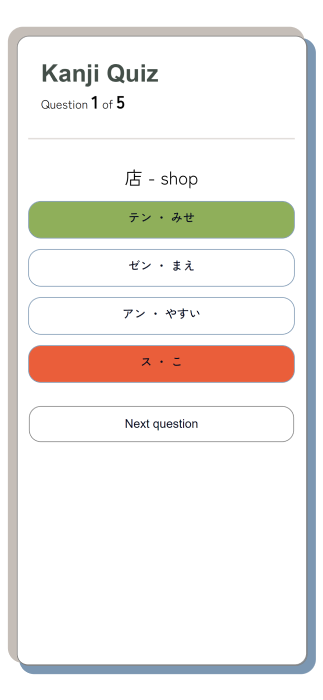 Kanji Quiz
Question 1 of 5
店 - shop
テン ・ みせ
ゼン ・ まえ
アン ・ やすい
ス ・ こ
Next question